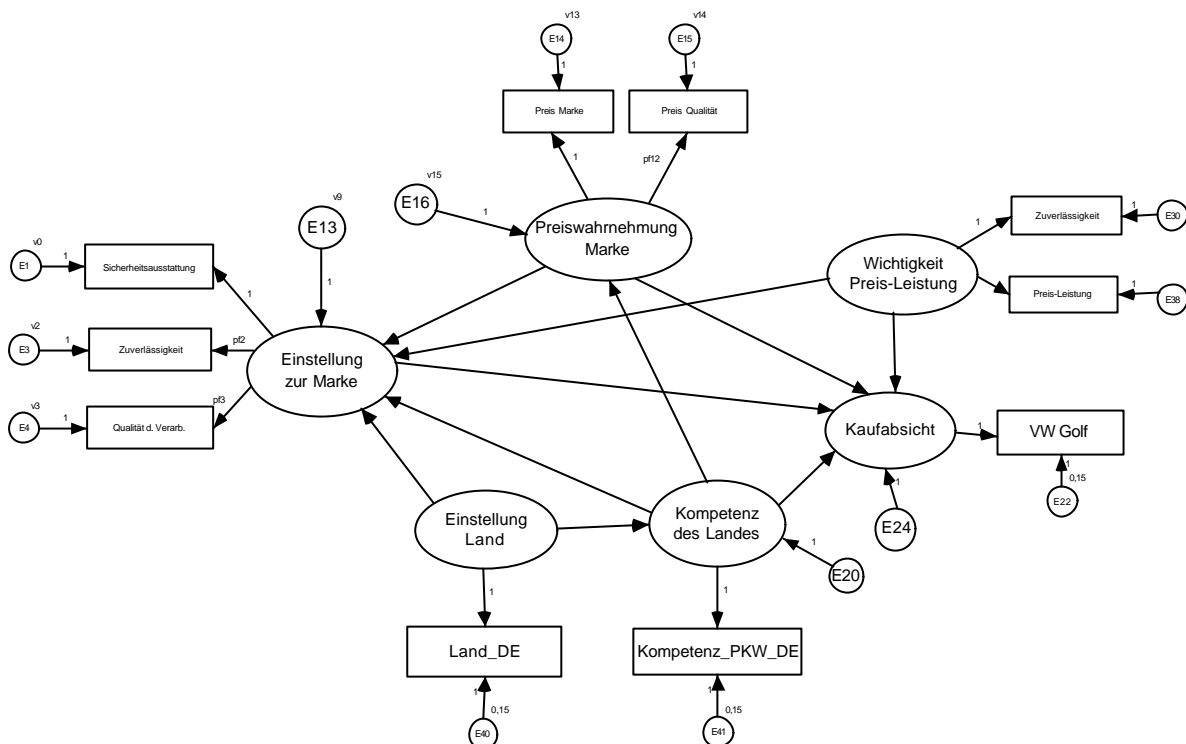 v13
v14
E14
E15
1
1
Preis Marke
Preis Qualität
1
pf12
v15
E16
1
Preiswahrnehmung
Marke
v9
E13
1
Zuverlässigkeit
1
E30
1
Wichtigkeit
Preis-Leistung
Preis-Leistung
1
E38
v0
E1
1
Sicherheitsausstattung
1
v2
E3
1
Zuverlässigkeit
pf2
v3
E4
1
Qualität d. Verarb.
pf3
Einstellung
zur Marke
Kaufabsicht
1
VW Golf
1
0,15
E22
1
E24
Einstellung
Land
Kompetenz
des Landes
1
E20
1
1
Land_DE
Kompetenz_PKW_DE
1
0,15
E40
1
0,15
E41